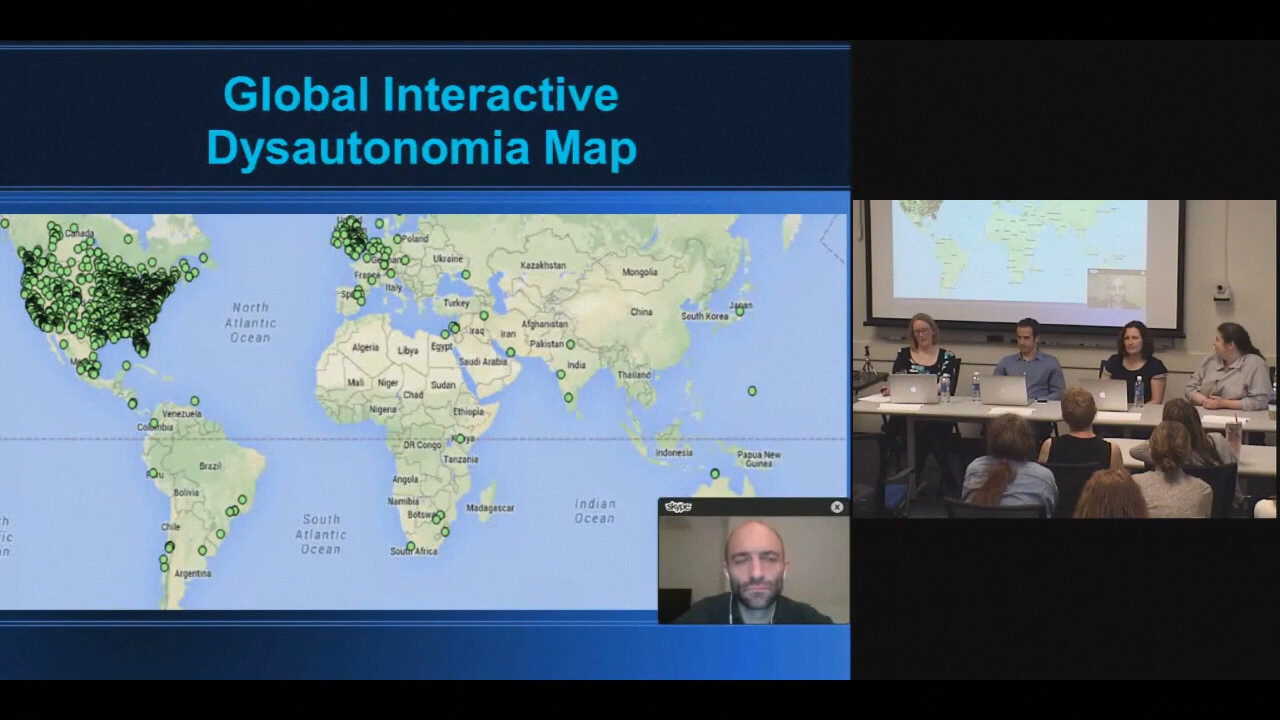 Global Interactive
Dysautonomia Map
Canada
Poland
Ukraine
Kazakhstan
Mongolia
France
Italy
Turkey
China
Japan
South Korea
North
Atlantic
Ocean
Algeria
Libya
Egypt
Iraq
Iran
Afghanistan
Pakistan
Saudi Arabia
India
Thailand
Mali
Niger
Chad
Sudan
Nigeria
Ethiopia
Venezuela
Colombia
DR Congo
Tanzania
Indonesia
Papua New
Guinea
Brazil
Bolivia
Angola
Namibia
Madagascar
Indian
Ocean
South
Atlantic
Ocean
Chile
South Africa
Argentina
skype